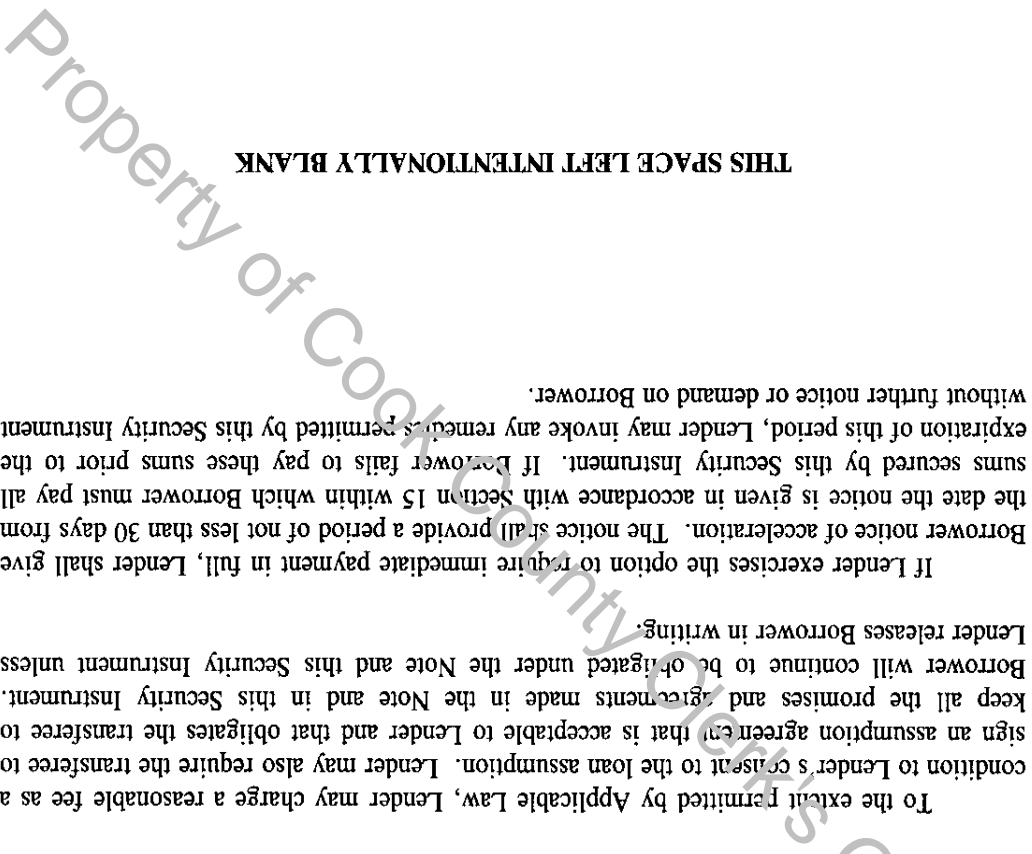 To the extent permitted by Applicable Law, Lender may charge a reasonable fee as a
condition to Lender's consent to the loan assumption. Lender may also require the transferee to
sign an assumption agreement that is acceptable to Lender and that obligates the transferee to
keep all the promises and agreements made in the Note and in this Security Instrument.
Borrower will continue to be obligated under the Note and this Security Instrument unless
Lender releases Borrower in writing.
If Lender exercises the option to require immediate payment in full, Lender shall give
Borrower notice of acceleration. The notice shall provide a period of not less than 30 days from
the date the notice is given in accordance with Section 15 within which Borrower must pay all
sums secured by this Security Instrument. If Borrower fails to pay these sums prior to the
expiration of this period, Lender may invoke any remedies permitted by this Security Instrument
without further notice or demand on Borrower.
THIS SPACE LEFT INTENTIONALLY BLANK
Property of Cook County Clerk's